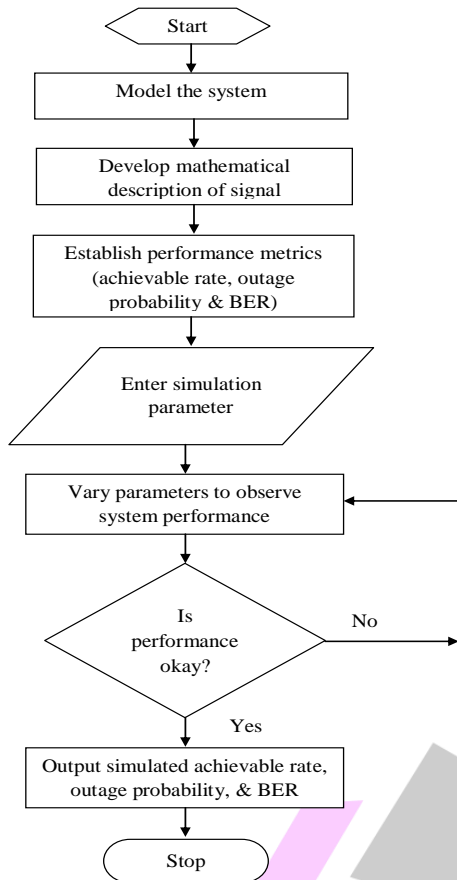 Start
Model the system
Develop mathematical
description of signal
Establish performance metrics
(achievable rate, outage
probability & BER)
Enter simulation
parameter
Vary parameters to observe
system performance
Is
performance
okay?
No
Yes
Output simulated achievable rate,
outage probability, & BER
Stop